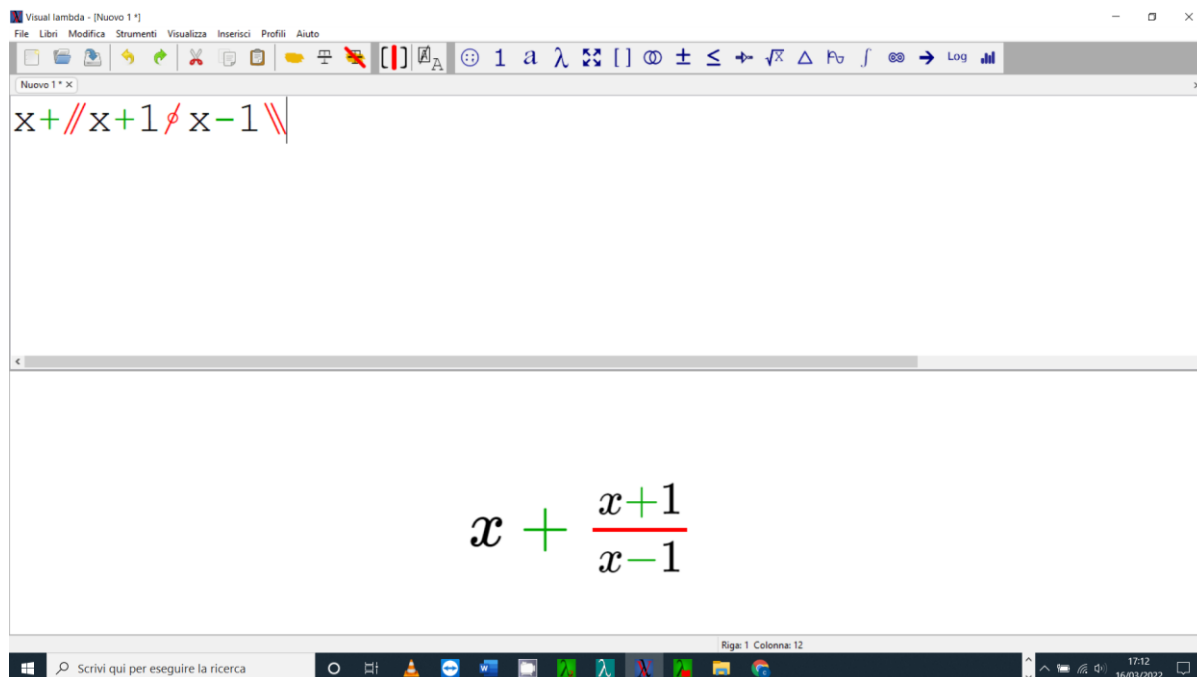 Visual lambda - [Nuovo 1 *]
File Libri Modifica Strumenti Visualizza Inserisci Profili Aiuto
[|] A A 1 a λ [ ] ± ≤ √x Δ ∫ ∞ → Log
Nuovo 1 * ×
x+//x+1∮x-1\\
x + \frac{x+1}{x-1}
Riga: 1 Colonna: 12
Scrivi qui per eseguire la ricerca
17:12
16/03/2022